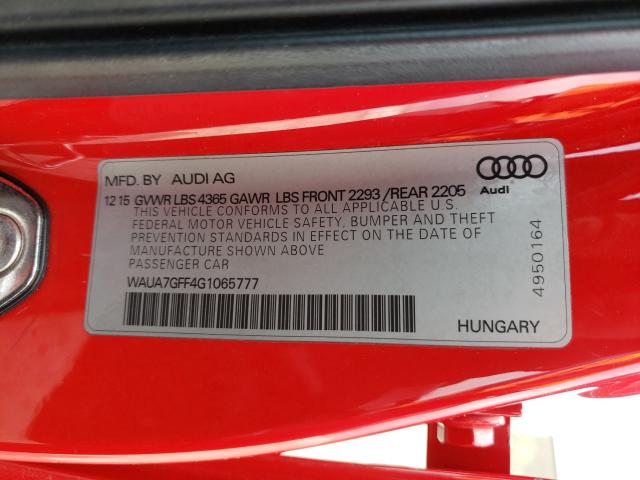 MFD. BY AUDI AG
12 15 GVWR LBS 4365 GAWR LBS FRONT 2293 /REAR 2205
THIS VEHICLE CONFORMS TO ALL APPLICABLE U.S.
FEDERAL MOTOR VEHICLE SAFETY, BUMPER AND THEFT
PREVENTION STANDARDS IN EFFECT ON THE DATE OF
MANUFACTURE SHOWN ABOVE
PASSENGER CAR
WAUA7GFF4G1065777
HUNGARY
Audi
4950164